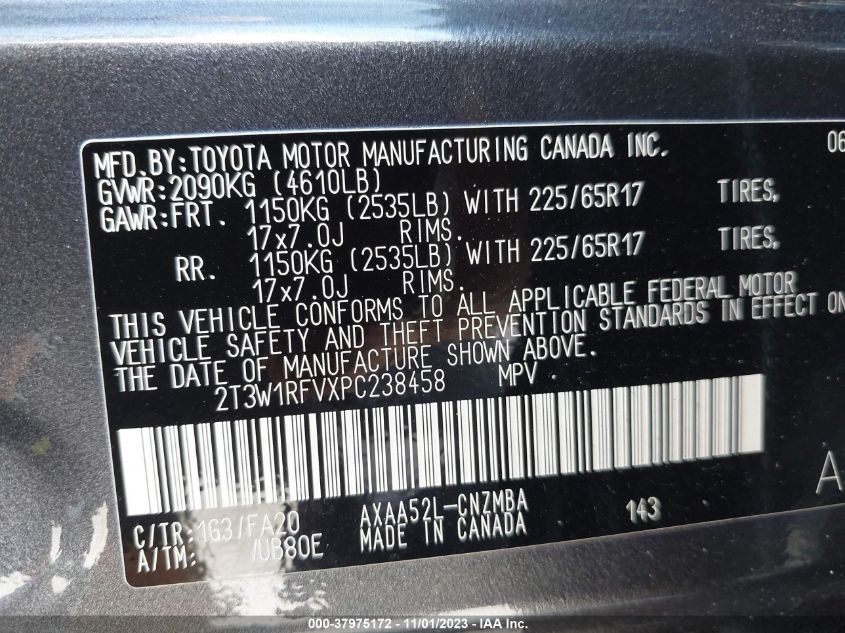 MFD.BY:TOYOTA MOTOR MANUFACTURING CANADA INC. 06
GVWR:2090KG (4610LB)
GAWR:FRT. 1150KG (2535LB) WITH 225/65R17 TIRES,
17x7.0J RIMS.
RR. 1150KG (2535LB) WITH 225/65R17 TIRES,
17x7.0J RIMS.
THIS VEHICLE CONFORMS TO ALL APPLICABLE FEDERAL MOTOR
VEHICLE SAFETY AND THEFT PREVENTION STANDARDS IN EFFECT ON
THE DATE OF MANUFACTURE SHOWN ABOVE.
2T3W1RFVXPC238458 MPV
A
C/TR:1G3/FA20 AXAA52L-CNZMBA 143
A/TM: /UB80E MADE IN CANADA
000-37975172 - 11/01/2023 - IAA Inc.